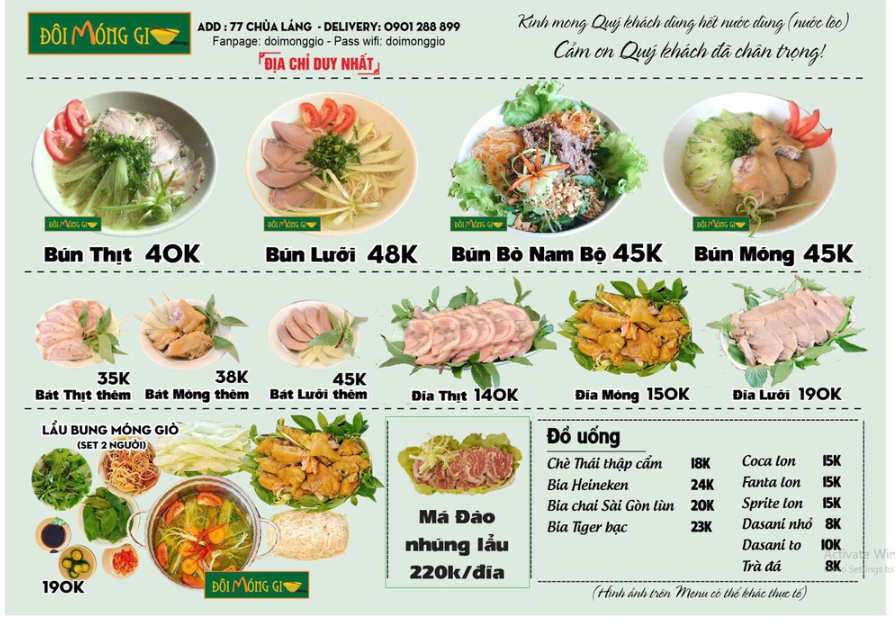 ĐÔI MÓNG GIÒ
ADD : 77 CHÙA LÁNG - DELIVERY: 0901 288 899
Fanpage: doimonggio - Pass wifi: doimonggio
"ĐỊA CHỈ DUY NHẤT"
Kính mong Quý khách dùng hết nước dùng (nước lèo)
Cảm ơn Quý khách đã chân trọng!
ĐÔI MÓNG GIÒ
ĐÔI MÓNG GIÒ
ĐÔI MÓNG GIÒ
ĐÔI MÓNG GIÒ
Bún Thịt 40K
Bún Lưỡi 48K
Bún Bò Nam Bộ 45K
Bún Móng 45K
35K
Bát Thịt thêm
38K
Bát Móng thêm
45K
Bát Lưỡi thêm
Đĩa Thịt 140K
Đĩa Móng 150K
Đĩa Lưỡi 190K
LẨU BUNG MÓNG GIÒ
(SET 2 NGƯỜI)
190K
ĐÔI MÓNG GIÒ
Má Đào
nhúng lẩu
220k/đĩa
Đồ uống
Chè Thái thập cẩm 18K
Bia Heineken 24K
Bia chai Sài Gòn lùn 20K
Bia Tiger bạc 23K
Coca lon 15K
Fanta lon 15K
Sprite lon 15K
Dasani nhỏ 8K
Dasani to 10K
Trà đá 8K
Activate Win
Go to Settings to
(Hình ảnh trên Menu có thể khác thực tế)